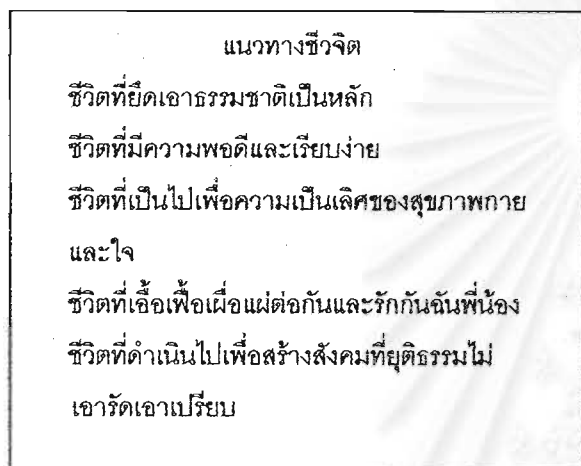 แนวทางชีวจิต
ชีวิตที่ยึดเอาธรรมชาติเป็นหลัก
ชีวิตที่มีความพอดีและเรียบง่าย
ชีวิตที่เป็นไปเพื่อความเป็นเลิศของสุขภาพกาย
และใจ
ชีวิตที่เอื้อเฟื้อเผื่อแผ่ต่อกันและรักกันฉันพี่น้อง
ชีวิตที่ดำเนินไปเพื่อสร้างสังคมที่ยุติธรรมไม่
เอารัดเอาเปรียบ